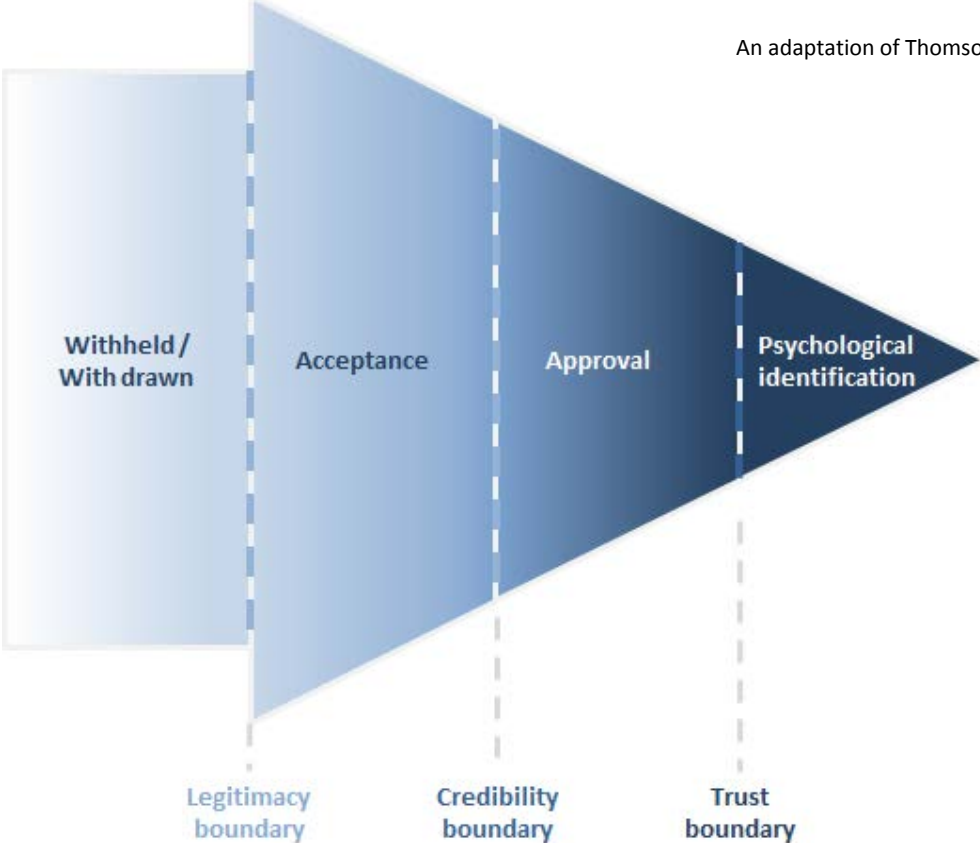 An adaptation of Thomso
Withheld /
With drawn
Acceptance
Approval
Psychological
identification
Legitimacy
boundary
Credibility
boundary
Trust
boundary